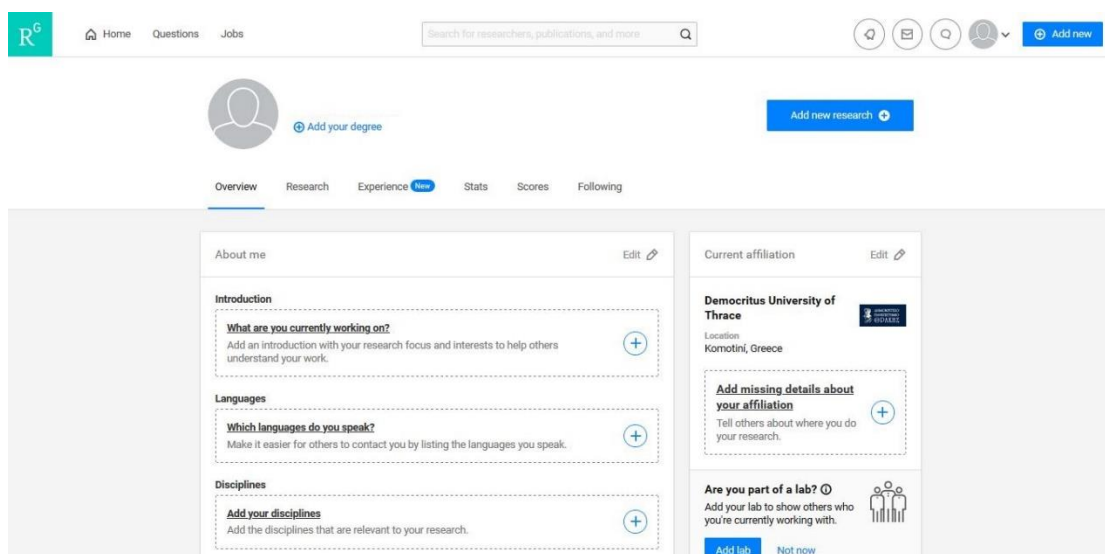 RG
Home Questions Jobs
Search for researchers, publications, and more
Add new
Add your degree
Add new research
Overview Research Experience New Stats Scores Following
About me
Edit
Introduction
What are you currently working on?
Add an introduction with your research focus and interests to help others
understand your work.
Languages
Which languages do you speak?
Make it easier for others to contact you by listing the languages you speak.
Disciplines
Add your disciplines
Add the disciplines that are relevant to your research.
Current affiliation
Edit
Democritus University of
Thrace
Location
Komotiní, Greece
Add missing details about
your affiliation
Tell others about where you do
your research.
Are you part of a lab?
Add your lab to show others who
you're currently working with.
Add lab Not now